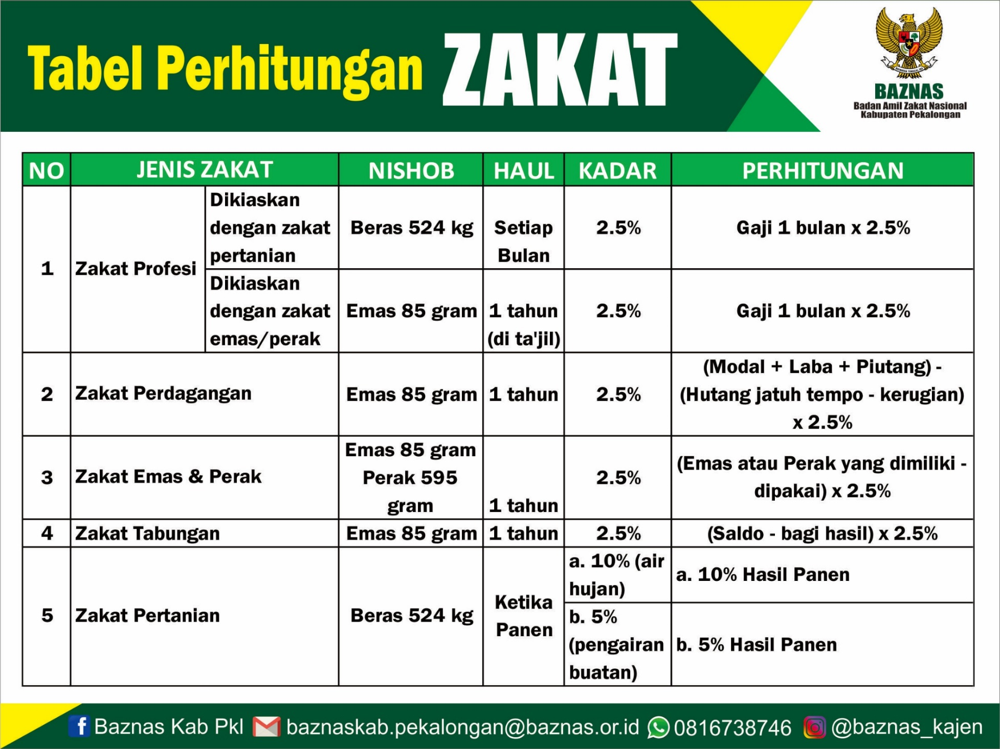 Tabel Perhitungan ZAKAT
BAZNAS
Badan Amil Zakat Nasional
Kabupaten Pekalongan
NO JENIS ZAKAT NISHOB HAUL KADAR PERHITUNGAN
1
Zakat Profesi
Dikiaskan
dengan zakat
pertanian
Beras 524 kg
Setiap
Bulan
2.5%
Gaji 1 bulan x 2.5%
Dikiaskan
dengan zakat
emas/perak
Emas 85 gram
1 tahun
(di ta'jil)
2.5%
Gaji 1 bulan x 2.5%
2
Zakat Perdagangan
Emas 85 gram
1 tahun
2.5%
(Modal + Laba + Piutang) -
(Hutang jatuh tempo - kerugian)
x 2.5%
3
Zakat Emas & Perak
Emas 85 gram
Perak 595
gram
1 tahun
2.5%
(Emas atau Perak yang dimiliki -
dipakai) x 2.5%
4
Zakat Tabungan
Emas 85 gram
1 tahun
2.5%
(Saldo - bagi hasil) x 2.5%
5
Zakat Pertanian
Beras 524 kg
Ketika
Panen
a. 10% (air
hujan)
a. 10% Hasil Panen
b. 5%
(pengairan
buatan)
b. 5% Hasil Panen
Baznas Kab Pkl baznaskab.pekalongan@baznas.or.id 0816738746 @baznas_kajen